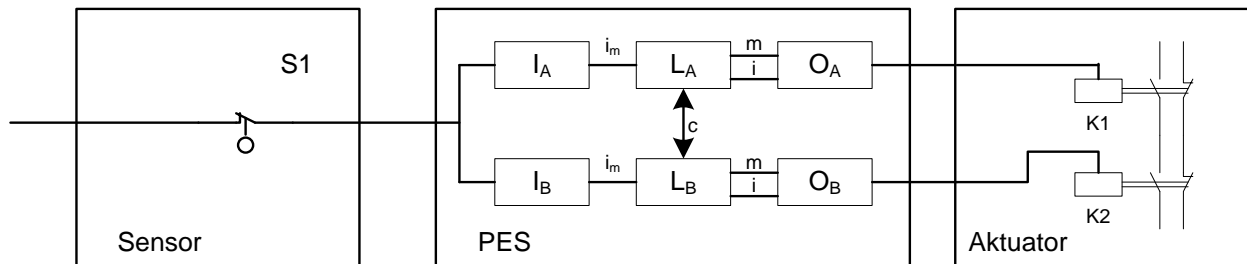 S1
Sensor
I_A
i_m
L_A
m
i
O_A
c
I_B
i_m
L_B
m
i
O_B
PES
K1
K2
Aktuator